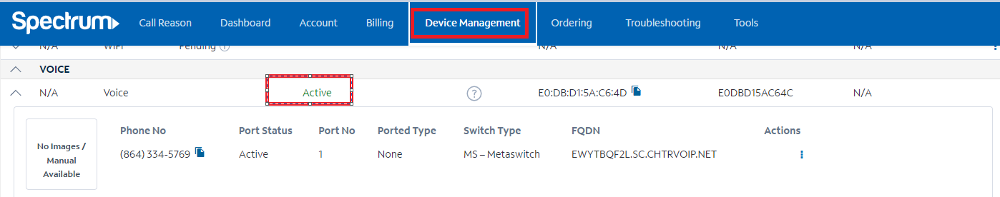 Spectrum Call Reason Dashboard Account Billing Device Management Ordering Troubleshooting Tools
N/A WiFi Pending N/A N/A N/A
VOICE
N/A Voice Active ? E0:DB:D1:5A:C6:4D E0DBD15AC64C N/A
Phone No Port Status Port No Ported Type Switch Type FQDN Actions
No Images /
Manual
Available
(864) 334-5769 Active 1 None MS – Metaswitch EWYTBQF2L.SC.CHTRVOIP.NET